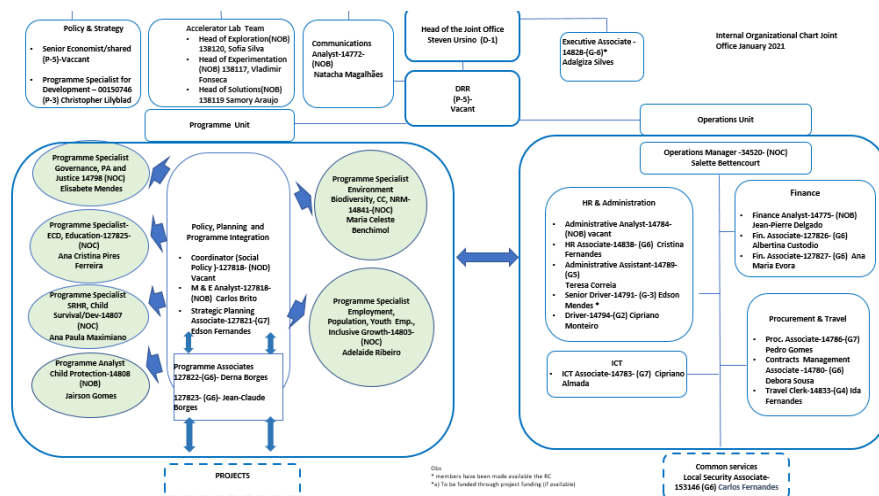 Policy & Strategy
Senior Economist/shared
(P-5)-Vaccant
Programme Specialist for
Development – 00150746
(P-3) Christopher Lilyblad
Accelerator Lab Team
Head of Exploration(NOB)
138120, Sofia Silva
Head of Experimentation
(NOB) 138117, Vladimir
Fonseca
Head of Solutions(NOB)
138119 Samory Araujo
Communications
Analyst-14772-
(NOB)
Natacha Magalhães
Head of the Joint Office
Steven Ursino (D-1)
DRR
(P-5)-
Vacant
Executive Associate -
14828-(G-6)*
Adalgiza Silves
Internal Organizational Chart Joint
Office January 2021
Programme Unit
Operations Unit
Programme Specialist
Governance, PA and
Justice 14798 (NOC)
Elisabete Mendes
Programme Specialist-
ECD, Education-127825-
(NOC)
Ana Cristina Pires
Ferreira
Programme Specialist
SRHR, Child
Survival/Dev-14807
(NOC)
Ana Paula Maximiano
Programme Analyst
Child Protection-14808
(NOB)
Jairson Gomes
Policy, Planning and
Programme Integration
Coordinator (Social
Policy )-127818- (NOD)
Vacant
M & E Analyst-127818-
(NOB) Carlos Brito
Strategic Planning
Associate-127821-(G7)
Edson Fernandes
Programme Associates
127822-(G6)- Derna Borges
127823- (G6)- Jean-Claude
Borges
Programme Specialist
Environment
Biodiversity, CC, NRM-
14841-(NOC)
Maria Celeste
Benchimol
Programme Specialist
Employment,
Population, Youth Emp.,
Inclusive Growth-14803-
(NOC)
Adelaide Ribeiro
PROJECTS
Operations Manager -34520- (NOC)
Salette Bettencourt
HR & Administration
Administrative Analyst-14784-
(NOB) vacant
HR Associate-14838- (G6) Cristina
Fernandes
Administrative Assistant-14789-
(G5)
Teresa Correia
Senior Driver-14791- (G-3) Edson
Mendes *
Driver-14794-(G2) Cipriano
Monteiro
ICT
ICT Associate-14783- (G7) Cipriano
Almada
Finance
Finance Analyst-14775- (NOB)
Jean-Pierre Delgado
Fin. Associate-127826- (G6)
Albertina Custodio
Fin. Associate-127827- (G6) Ana
Maria Evora
Procurement & Travel
Proc. Associate-14786-(G7)
Pedro Gomes
Contracts Management
Associate -14780- (G6)
Debora Sousa
Travel Clerk-14833-(G4) Ida
Fernandes
Common services
Local Security Associate-
153146 (G6) Carlos Fernandes
Obs
* members have been made available the RC
*a) To be funded through project funding (if available)